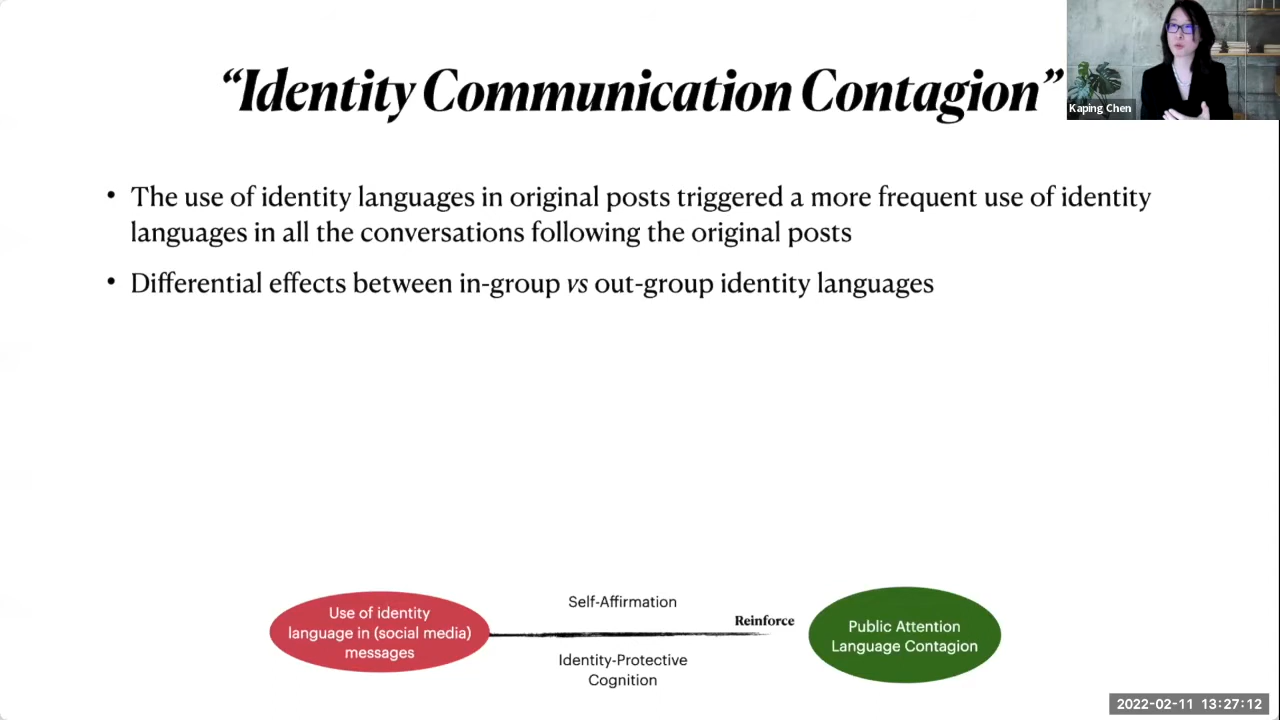 “Identity Communication Contagion”
Kaping Chen
• The use of identity languages in original posts triggered a more frequent use of identity
languages in all the conversations following the original posts
• Differential effects between in-group vs out-group identity languages
Use of identity
language in (social media)
messages
Self-Affirmation
Reinforce
Identity-Protective
Cognition
Public Attention
Language Contagion
2022-02-11 13:27:12